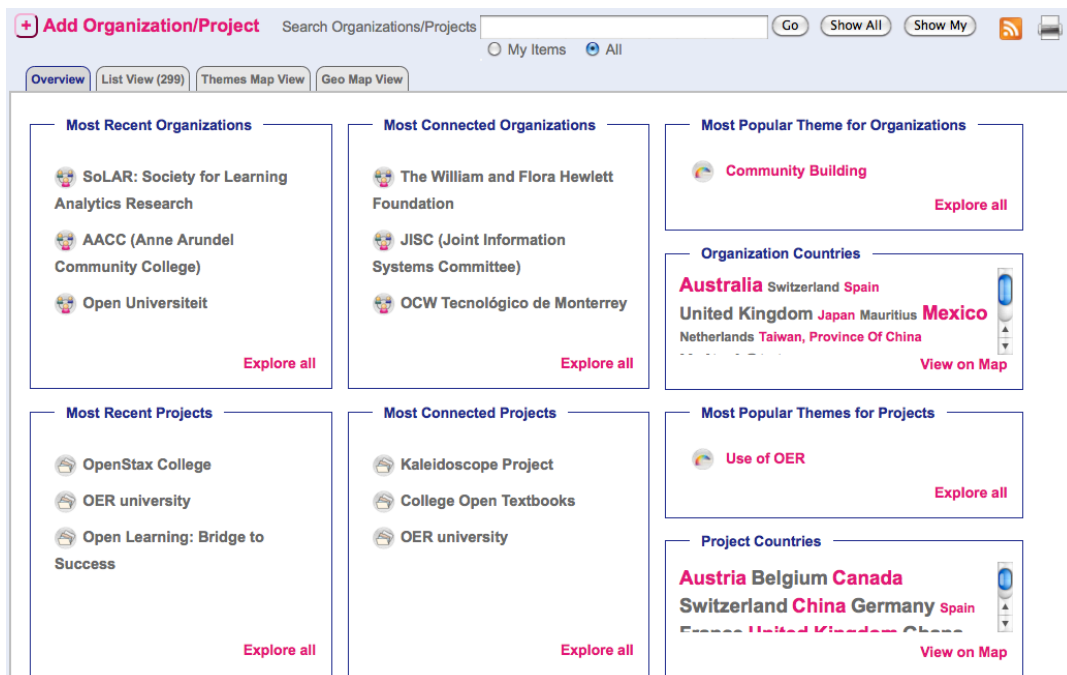 + Add Organization/Project Search Organizations/Projects Go Show All Show My
My Items All
Overview List View (299) Themes Map View Geo Map View
Most Recent Organizations
SoLAR: Society for Learning
Analytics Research
AACC (Anne Arundel
Community College)
Open Universiteit
Explore all
Most Connected Organizations
The William and Flora Hewlett
Foundation
JISC (Joint Information
Systems Committee)
OCW Tecnológico de Monterrey
Explore all
Most Popular Theme for Organizations
Community Building
Explore all
Organization Countries
Australia Switzerland Spain
United Kingdom Japan Mauritius Mexico
Netherlands Taiwan, Province Of China
View on Map
Most Recent Projects
OpenStax College
OER university
Open Learning: Bridge to
Success
Explore all
Most Connected Projects
Kaleidoscope Project
College Open Textbooks
OER university
Explore all
Most Popular Themes for Projects
Use of OER
Explore all
Project Countries
Austria Belgium Canada
Switzerland China Germany Spain
France United Kingdom Ghana
View on Map